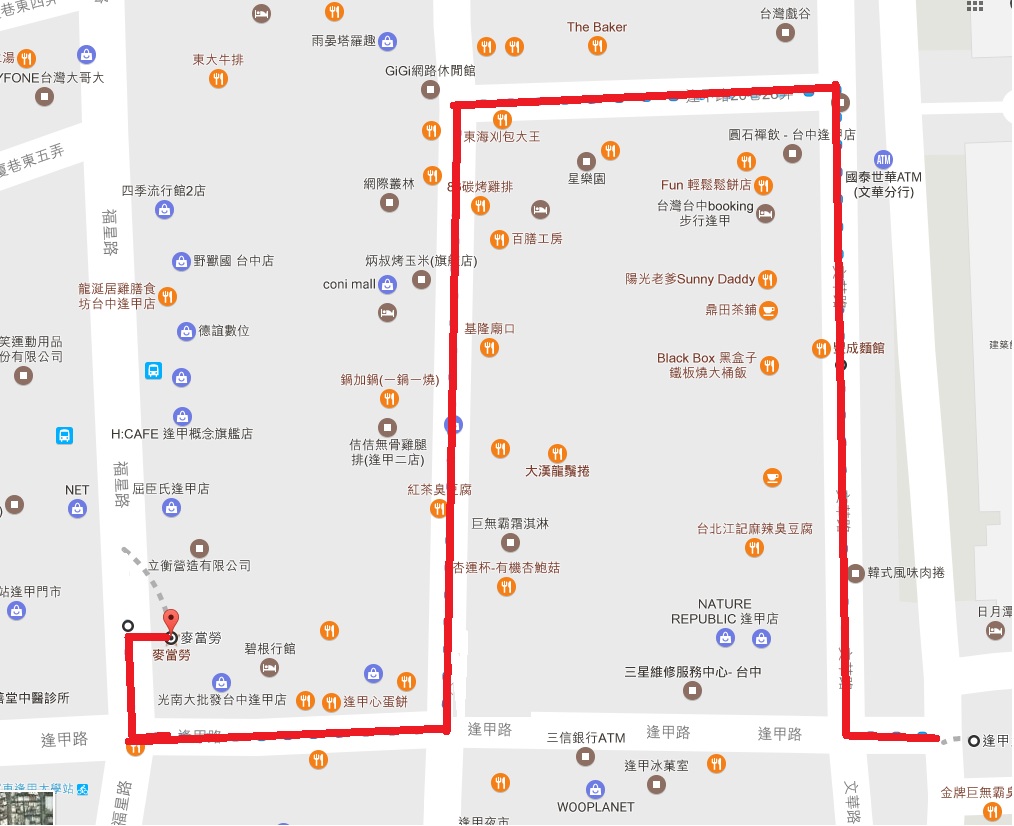 台灣戲谷
The Baker
雨晏塔羅趣
東大牛排
GiGi網路休閒館
YFONE台灣大哥大
逢甲路20巷26弄
東海刈包大王
圓石禪飲 - 台中逢甲店
巷東五弄
星樂園
國泰世華ATM
(文華分行)
網際叢林
四季流行館2店
碳烤雞排
Fun 輕鬆鬆餅店
台灣台中booking
步行逢甲
福星路
百膳工房
野獸國 台中店
炳叔烤玉米(旗艦店)
coni mall
陽光老爹Sunny Daddy
龍涎居雞膳食
坊台中逢甲店
鼎田茶鋪
德誼數位
基隆廟口
笑運動用品
份有限公司
成麵館
Black Box 黑盒子
鐵板燒大桶飯
鍋加鍋(一鍋一燒)
H:CAFE 逢甲概念旗艦店
佶佶無骨雞腿
排(逢甲二店)
大漢龍鬚捲
福星路
NET
屈臣氏逢甲店
紅茶臭豆腐
文華路
巨無霸霜淇淋
台北江記麻辣臭豆腐
立衡營造有限公司
杏運杯-有機杏鮑菇
韓式風味肉捲
站逢甲門市
NATURE
REPUBLIC 逢甲店
日月潭
麥當勞
麥當勞
碧根行館
文華路
三星維修服務中心- 台中
堂中醫診所
光南大批發台中逢甲店
逢甲心蛋餅
逢甲路
逢甲路
逢甲路
逢甲路
逢甲路
三信銀行ATM
逢甲
逢甲冰菓室
福星路
文華路
WOOPLANET
金牌巨無霸臭
逢甲夜市